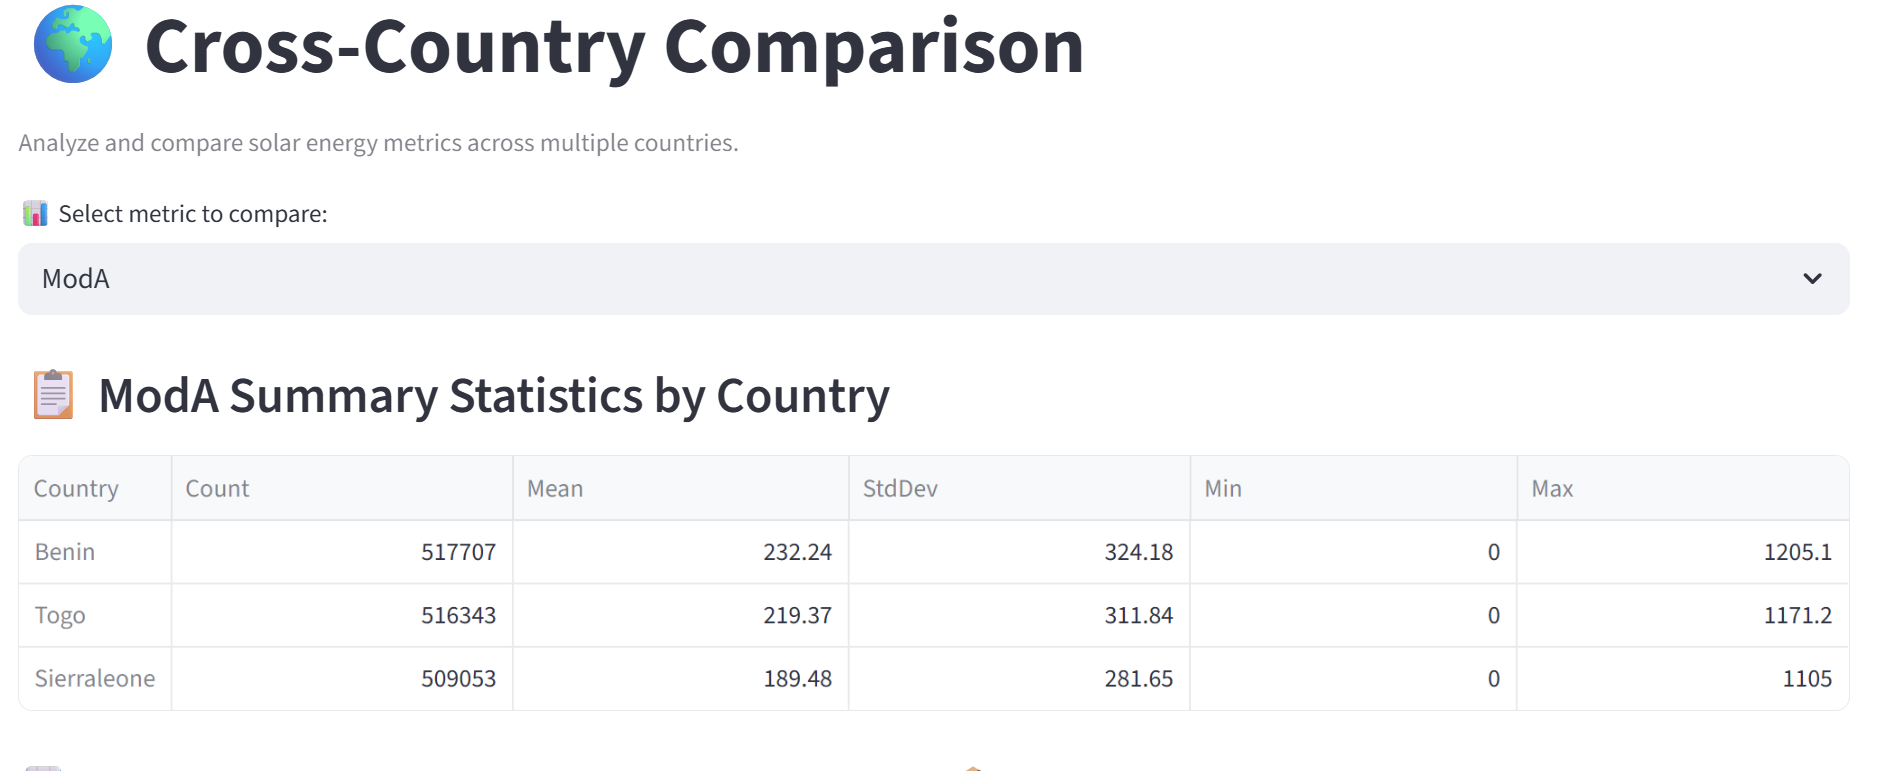 Cross-Country Comparison
Analyze and compare solar energy metrics across multiple countries.
Select metric to compare:
ModA
ModA Summary Statistics by Country
Country Count Mean StdDev Min Max
Benin 517707 232.24 324.18 0 1205.1
Togo 516343 219.37 311.84 0 1171.2
Sierraleone 509053 189.48 281.65 0 1105